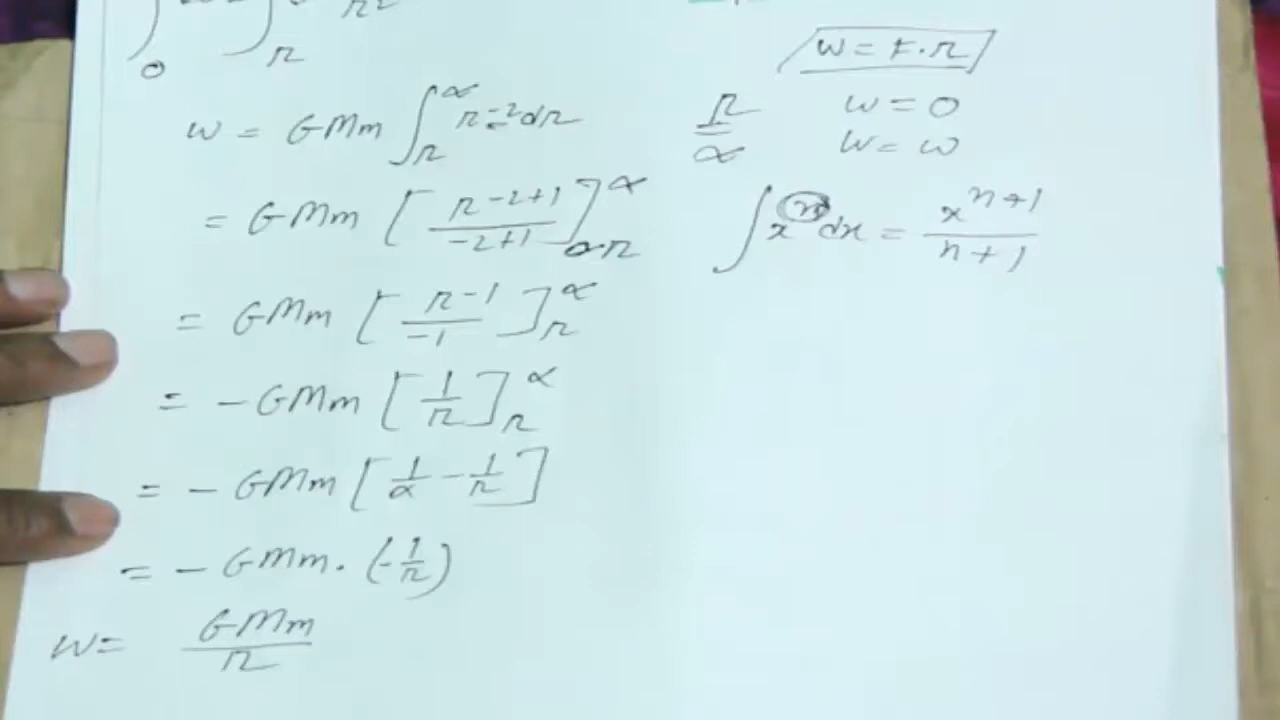 0 r
W = GMm ∫_r^∝ r^-2 dr
= GMm [ r^-2+1 / -2+1 ]_r^∝
= GMm [ r^-1 / -1 ]_r^∝
= - GMm [ 1/r ]_r^∝
= - GMm [ 1/∝ - 1/r ]
= - GMm . (-1/r)
W = GMm / r
W = F.r
r W = 0
∝ W = W
∫ x^n dx = x^n+1 / n+1